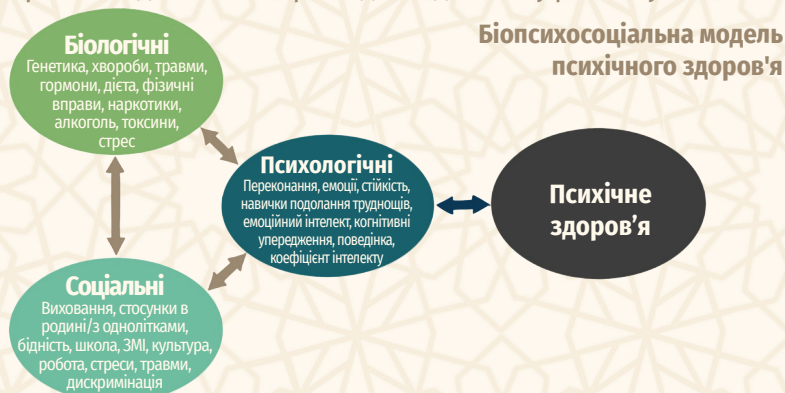 Біопсихосоціальна модель
психічного здоров'я
Біологічні
Генетика, хвороби, травми,
гормони, дієта, фізичні
вправи, наркотики,
алкоголь, токсини,
стрес
Психологічні
Переконання, емоції, стійкість,
навички подолання труднощів,
емоційний інтелект, когнітивні
упередження, поведінка,
коефіцієнт інтелекту
Психічне
здоров’я
Соціальні
Виховання, стосунки в
родині/з однолітками,
бідність, школа, ЗМІ, культура,
робота, стреси, травми,
дискримінація